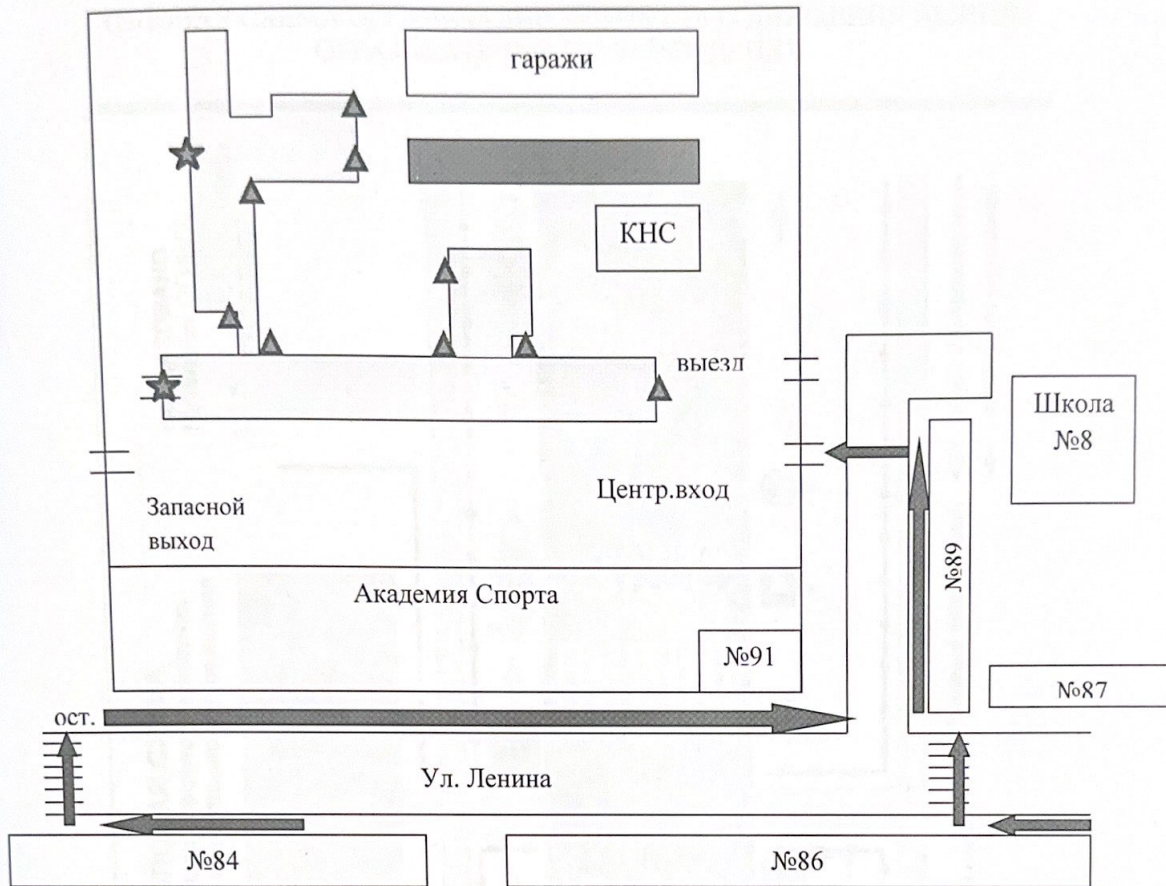 гаражи
КНС
выезд
Школа
№8
Центр.вход
Запасной
выход
№89
Академия Спорта
№91
№87
ост.
Ул. Ленина
№84
№86